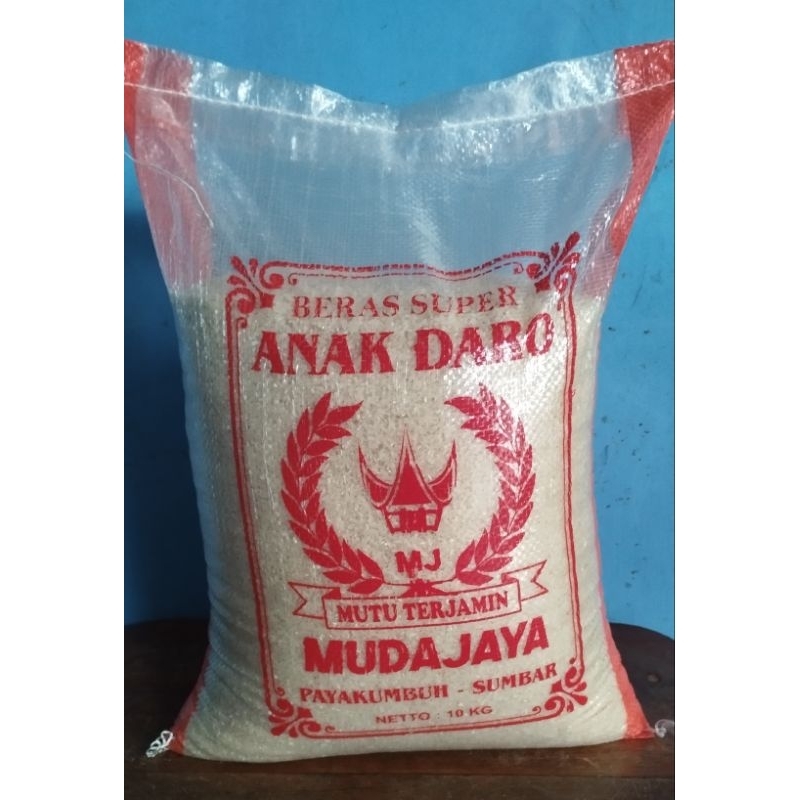 BERAS SUPER
ANAK DARO
MJ
MUTU TERJAMIN
MUDAJAYA
PAYAKUMBUH - SUMBAR
NETTO : 10 KG